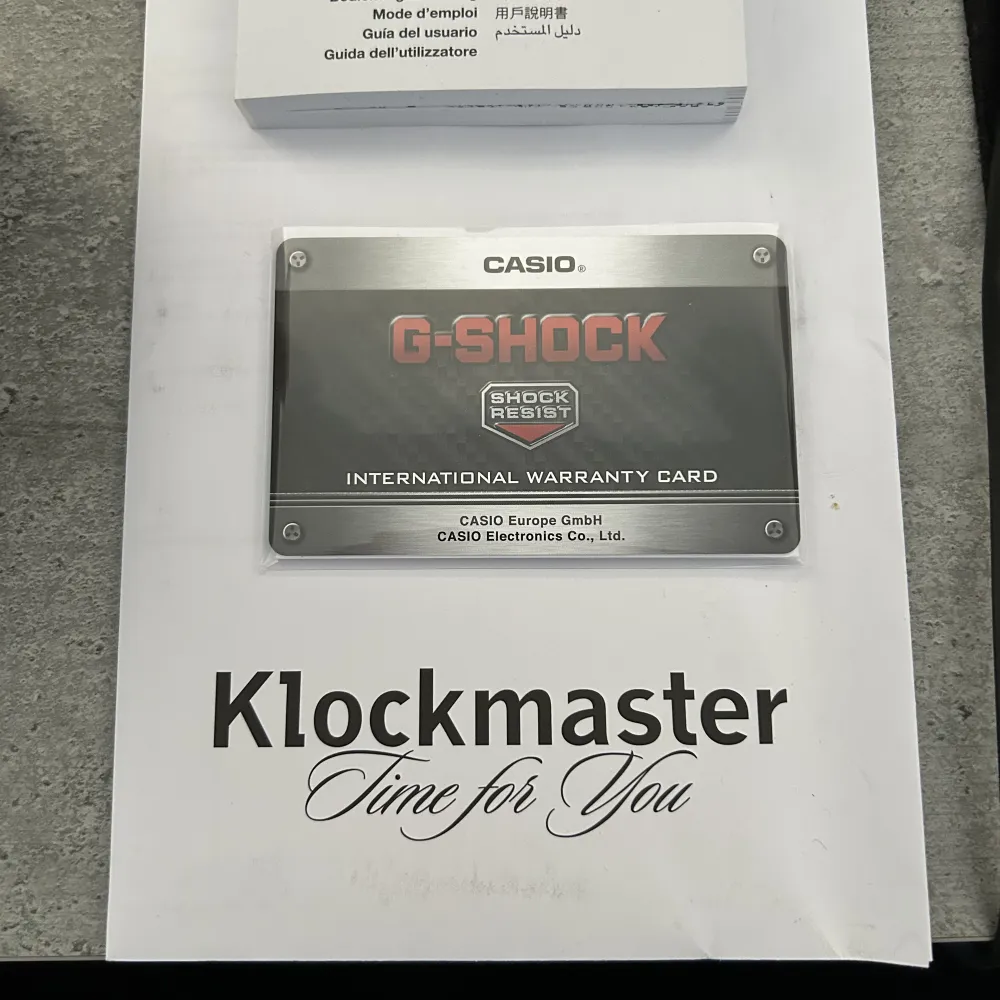 Mode d'emploi 用戶說明書
Guía del usuario دليل المستخدم
Guida dell'utilizzatore
CASIO®
G-SHOCK
SHOCK
RESIST
INTERNATIONAL WARRANTY CARD
CASIO Europe GmbH
CASIO Electronics Co., Ltd.
Klockmaster
Time for You